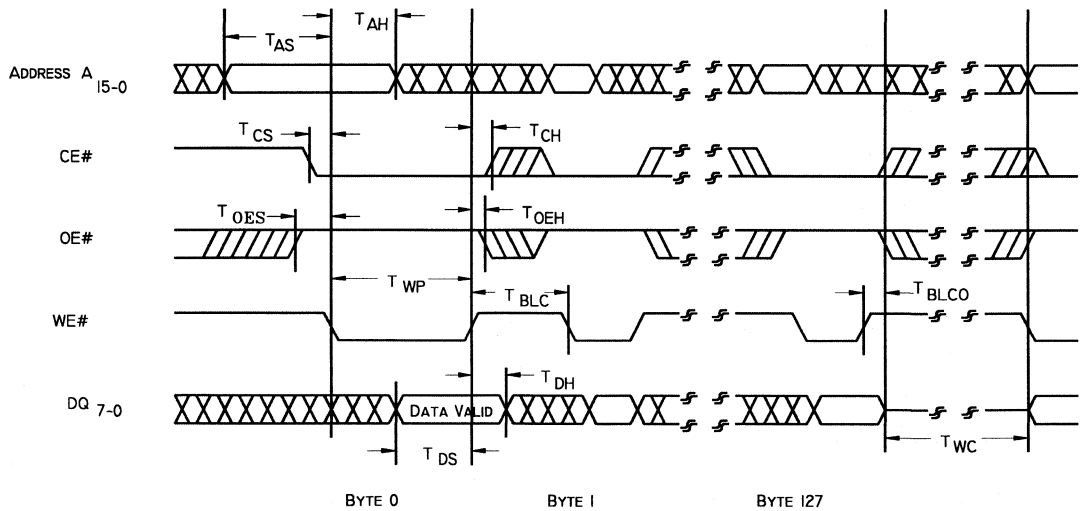 T AH
T AS
ADDRESS A 15-0
T CS
T CH
CE#
T OES
T OEH
OE#
T WP
T BLC
T BLCO
WE#
T DH
DQ 7-0
DATA VALID
T DS
T WC
BYTE 0
BYTE 1
BYTE 127